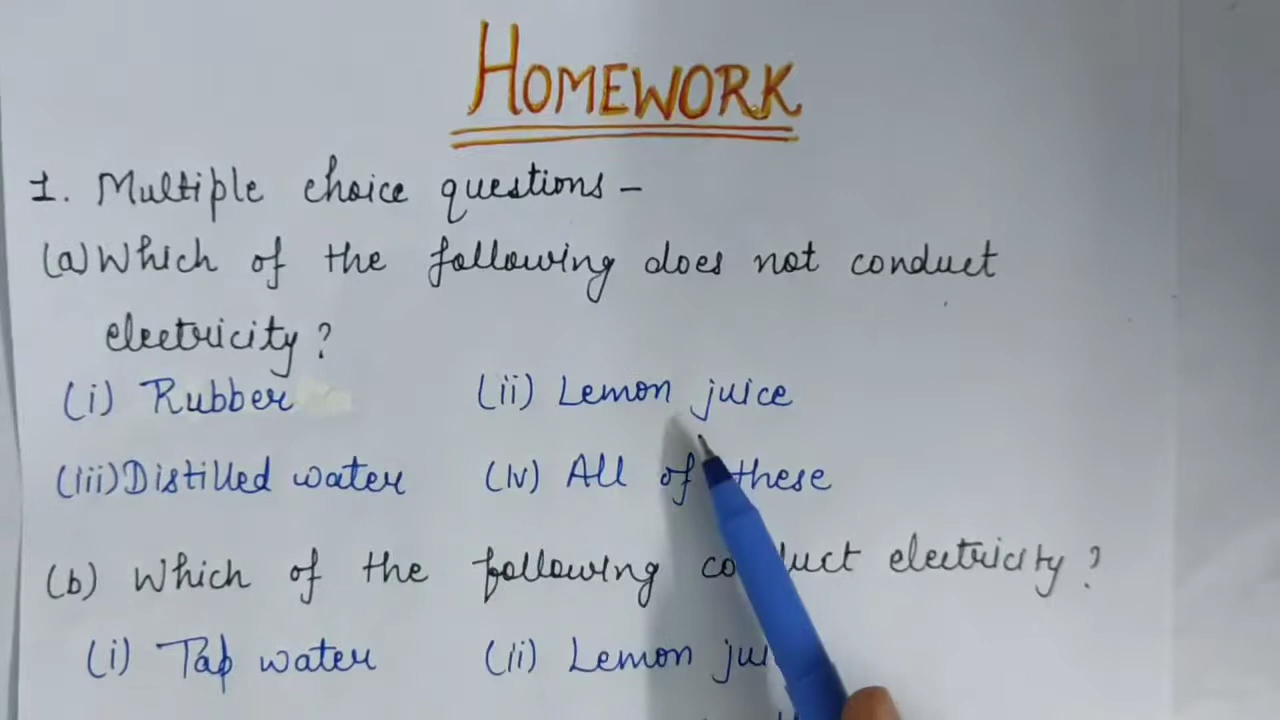 HOMEWORK
1. Multiple choice questions –
(a) Which of the following does not conduct
electricity?
(i) Rubber (ii) Lemon juice
(iii) Distilled water (iv) All of these
(b) Which of the following conduct electricity?
(i) Tap water (ii) Lemon